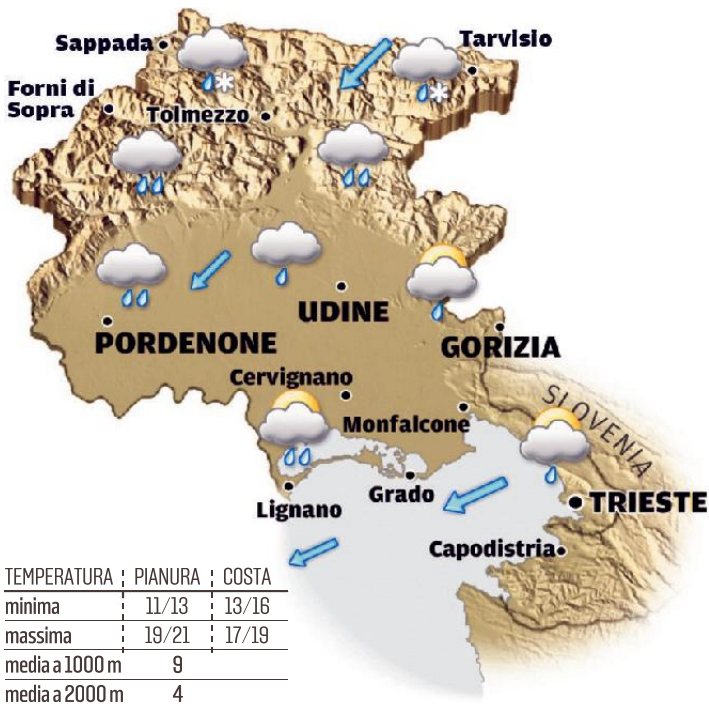 Sappada
Tarvisio
Forni di
Sopra
Tolmezzo
UDINE
PORDENONE
GORIZIA
Cervignano
SLOVENIA
Monfalcone
Grado
Lignano
TRIESTE
Capodistria
TEMPERATURA PIANURA COSTA
minima 11/13 13/16
massima 19/21 17/19
media a 1000 m 9
media a 2000 m 4